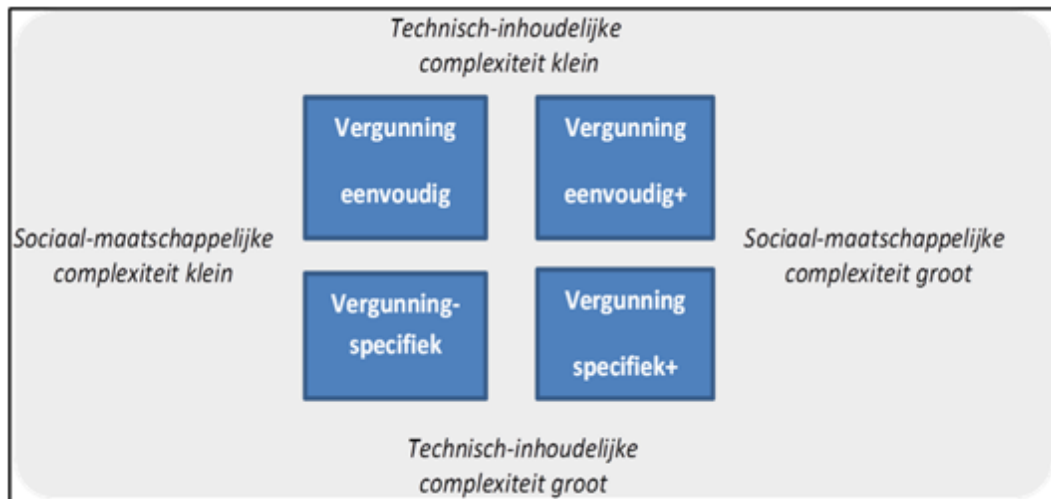 Technisch-inhoudelijke
complexiteit klein
Vergunning
eenvoudig
Vergunning
eenvoudig+
Sociaal-maatschappelijke
complexiteit klein
Sociaal-maatschappelijke
complexiteit groot
Vergunning-
specifiek
Vergunning
specifiek+
Technisch-inhoudelijke
complexiteit groot